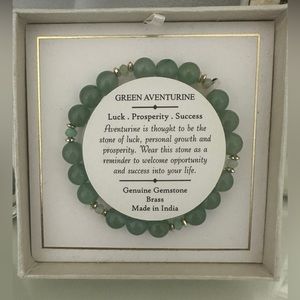 GREEN AVENTURINE
Luck . Prosperity . Success
Aventurine is thought to be the
stone of luck, personal growth and
prosperity. Wear this stone as a
reminder to welcome opportunity
and success into your life.
Genuine Gemstone
Brass
Made in India